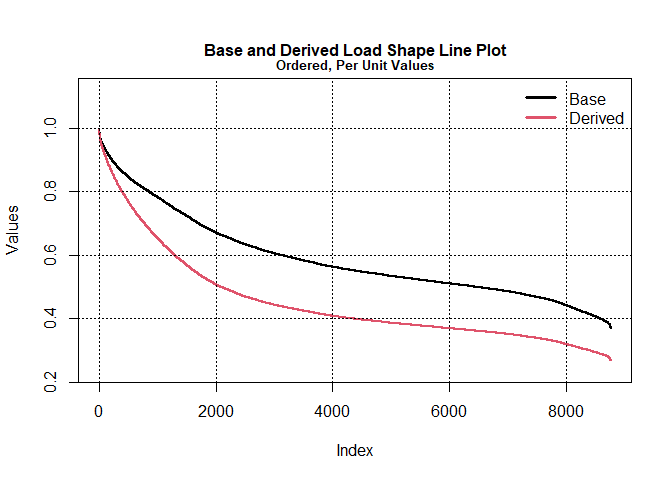 Base and Derived Load Shape Line Plot
Ordered, Per Unit Values
Base
Derived
Values
1.0
0.8
0.6
0.4
0.2
0 2000 4000 6000 8000
Index